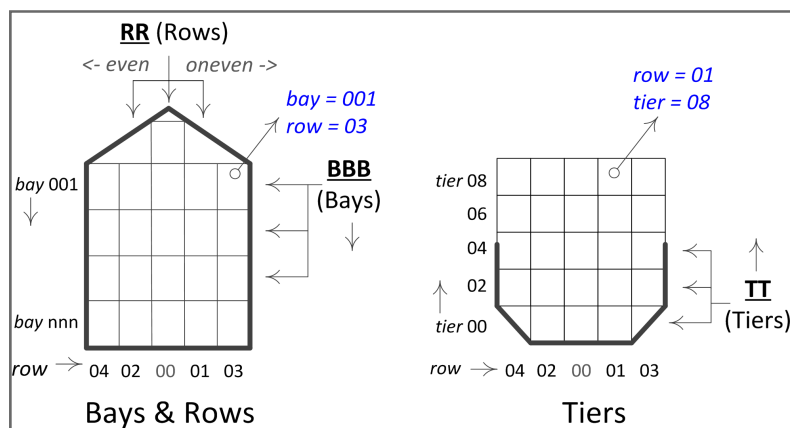 RR (Rows)
<- even oneven ->
bay = 001
row = 03
bay 001
BBB
(Bays)
bay nnn
row 04 02 00 01 03
Bays & Rows
row = 01
tier = 08
tier 08
06
04
02
tier 00
TT
(Tiers)
row 04 02 00 01 03
Tiers